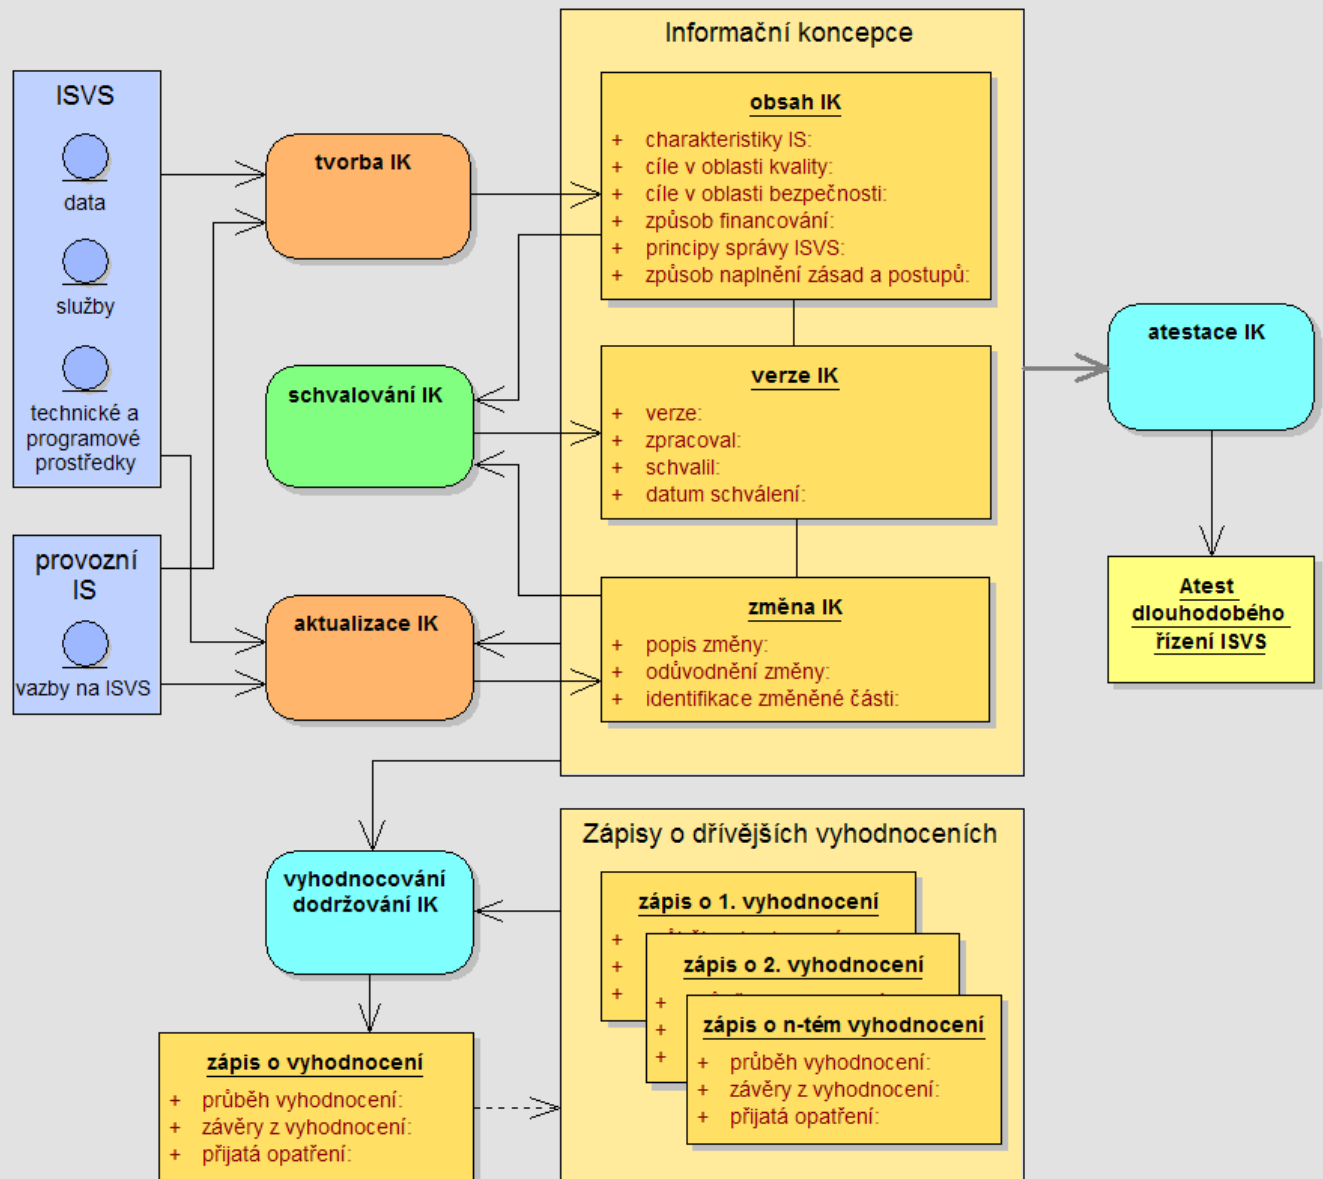 ISVS
data
služby
technické a
programové
prostředky
provozní
IS
vazby na ISVS
tvorba IK
schvalování IK
aktualizace IK
Informační koncepce
obsah IK
+ charakteristiky IS:
+ cíle v oblasti kvality:
+ cíle v oblasti bezpečnosti:
+ způsob financování:
+ principy správy ISVS:
+ způsob naplnění zásad a postupů:
verze IK
+ verze:
+ zpracoval:
+ schvalil:
+ datum schválení:
změna IK
+ popis změny:
+ odůvodnění změny:
+ identifikace změněné části:
atestace IK
Atest
dlouhodobého
řízení ISVS
vyhodnocování
dodržování IK
zápis o vyhodnocení
+ průběh vyhodnocení:
+ závěry z vyhodnocení:
+ přijatá opatření:
Zápisy o dřívějších vyhodnoceních
zápis o 1. vyhodnocení
+
+
+
zápis o 2. vyhodnocení
+
+
+
zápis o n-tém vyhodnocení
+ průběh vyhodnocení:
+ závěry z vyhodnocení:
+ přijatá opatření: